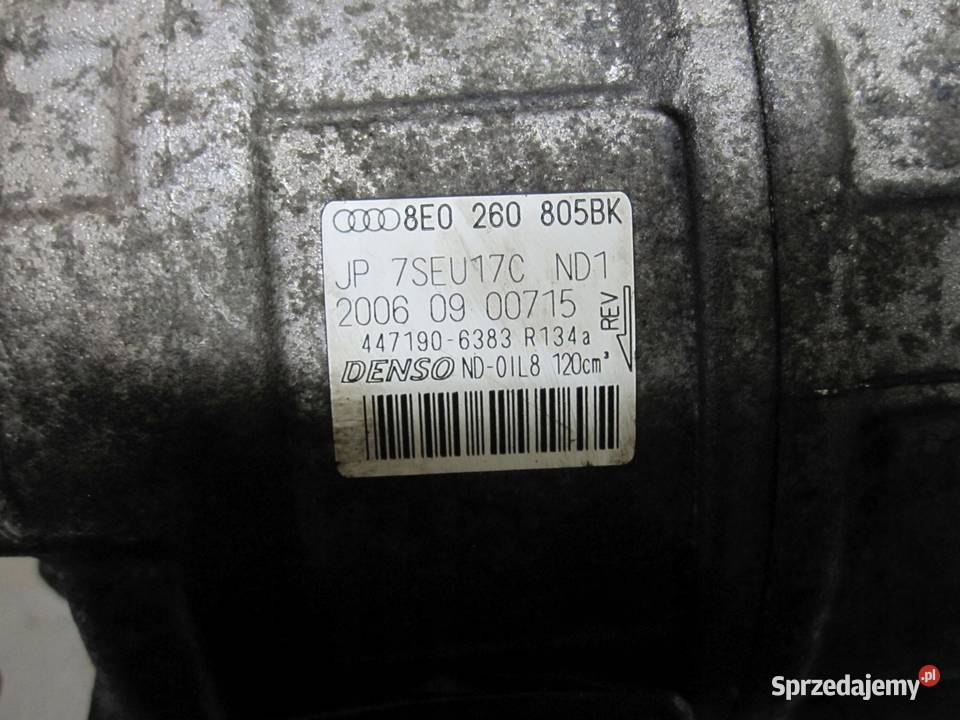 8E0 260 805BK
JP 7SEU17C ND1
2006 09 00715
REV
447190-6383 R134a
DENSO ND-OIL8 120cm³
Sprzedajemy.pl